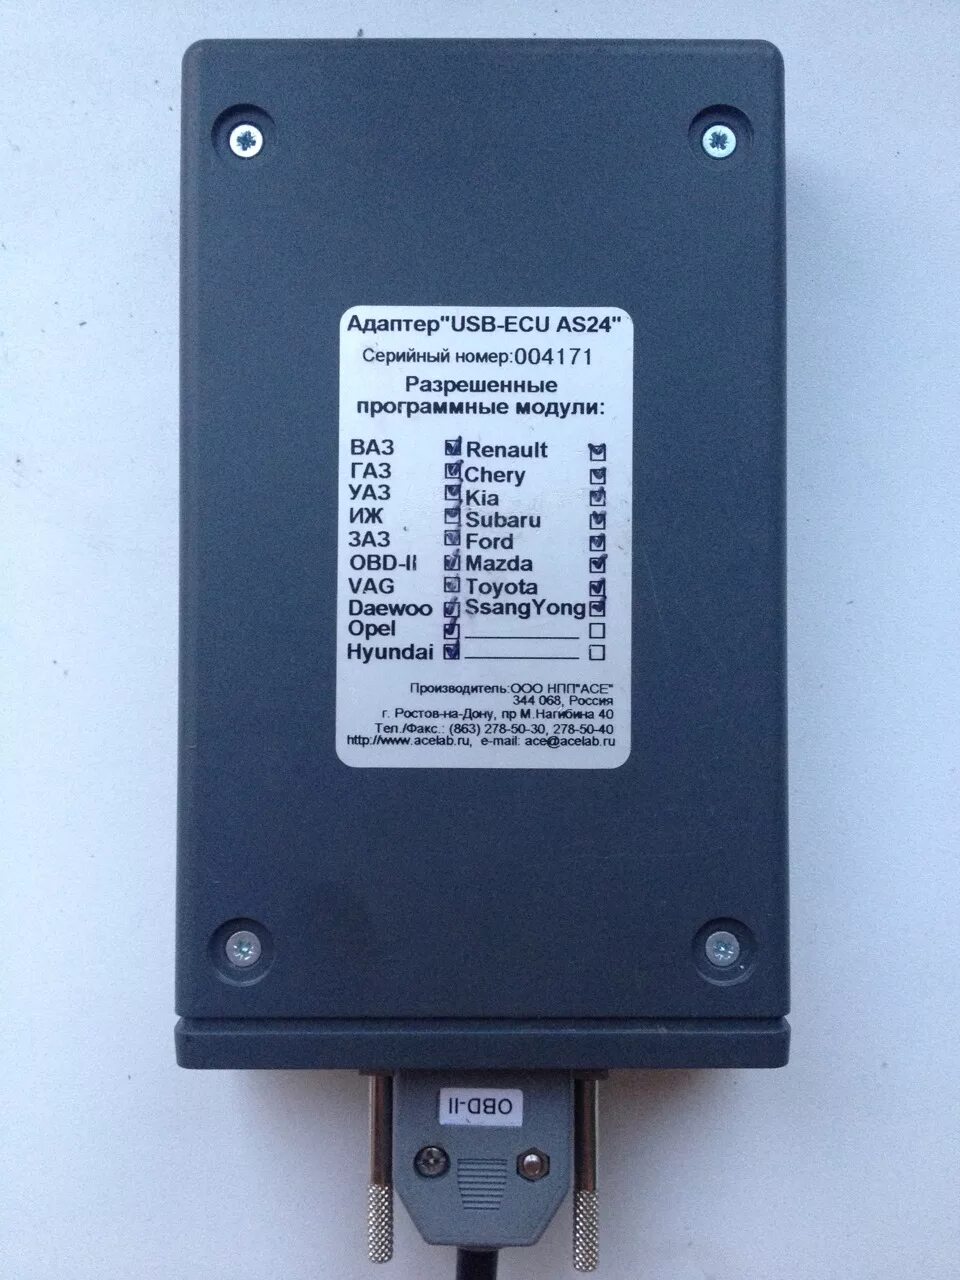 Адаптер"USB-ECU AS24"
Серийный номер:004171
Разрешенные
программные модули:
ВАЗ Renault
ГАЗ Chery
УАЗ Kia
ИЖ Subaru
ЗАЗ Ford
OBD-II Mazda
VAG Toyota
Daewoo SsangYong
Opel
Hyundai
Производитель:ООО НПП"АСЕ"
344 068, Россия
г. Ростов-на-Дону, пр М.Нагибина 40
Тел./Факс.: (863) 278-50-30, 278-50-40
http://www.acelab.ru, e-mail: ace@acelab.ru
OBD-II